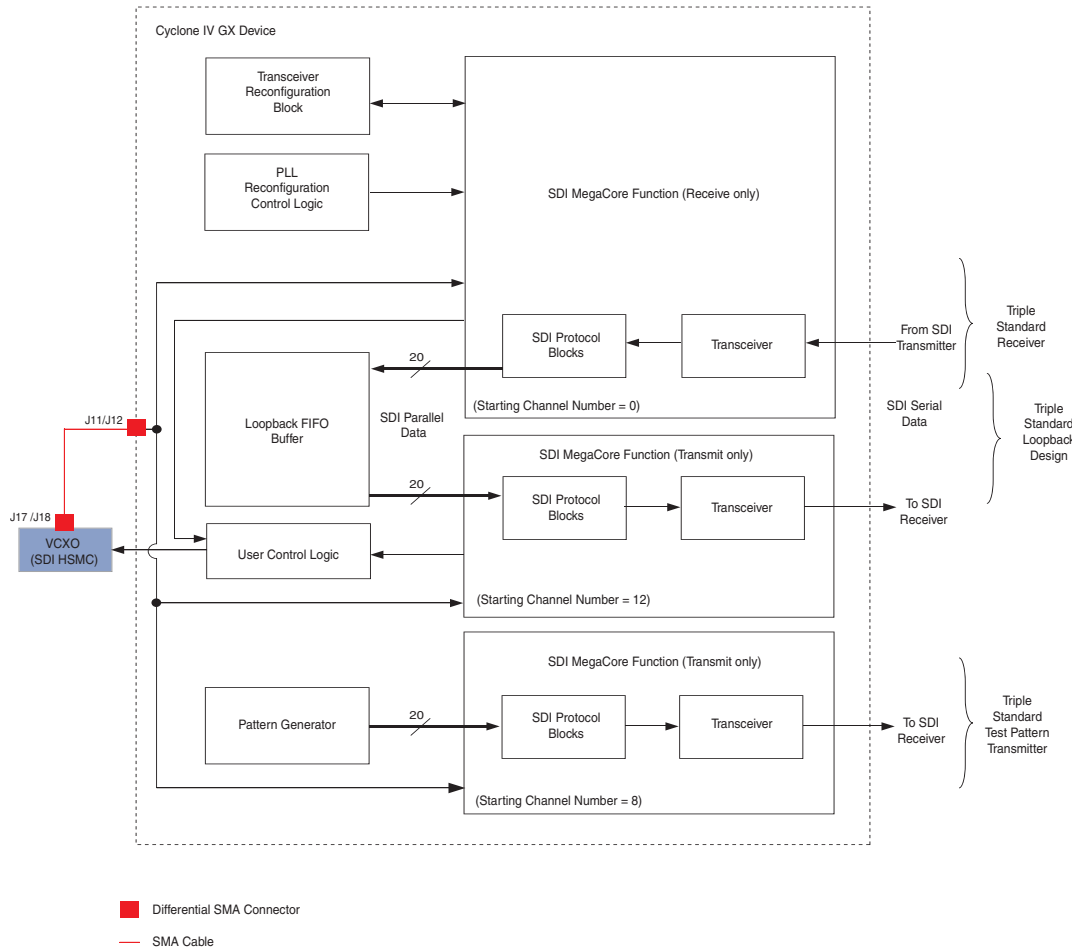 Cyclone IV GX Device
Transceiver
Reconfiguration
Block
PLL
Reconfiguration
Control Logic
SDI MegaCore Function (Receive only)
SDI Protocol
Blocks
Transceiver
From SDI
Transmitter
Triple
Standard
Receiver
20
(Starting Channel Number = 0)
Loopback FIFO
Buffer
SDI Parallel
Data
SDI Serial
Data
Triple
Standard
Loopback
Design
J11/J12
SDI MegaCore Function (Transmit only)
20
SDI Protocol
Blocks
Transceiver
To SDI
Receiver
J17 /J18
VCXO
(SDI HSMC)
User Control Logic
(Starting Channel Number = 12)
SDI MegaCore Function (Transmit only)
Pattern Generator
20
SDI Protocol
Blocks
Transceiver
To SDI
Receiver
Triple
Standard
Test Pattern
Transmitter
(Starting Channel Number = 8)
Differential SMA Connector
SMA Cable